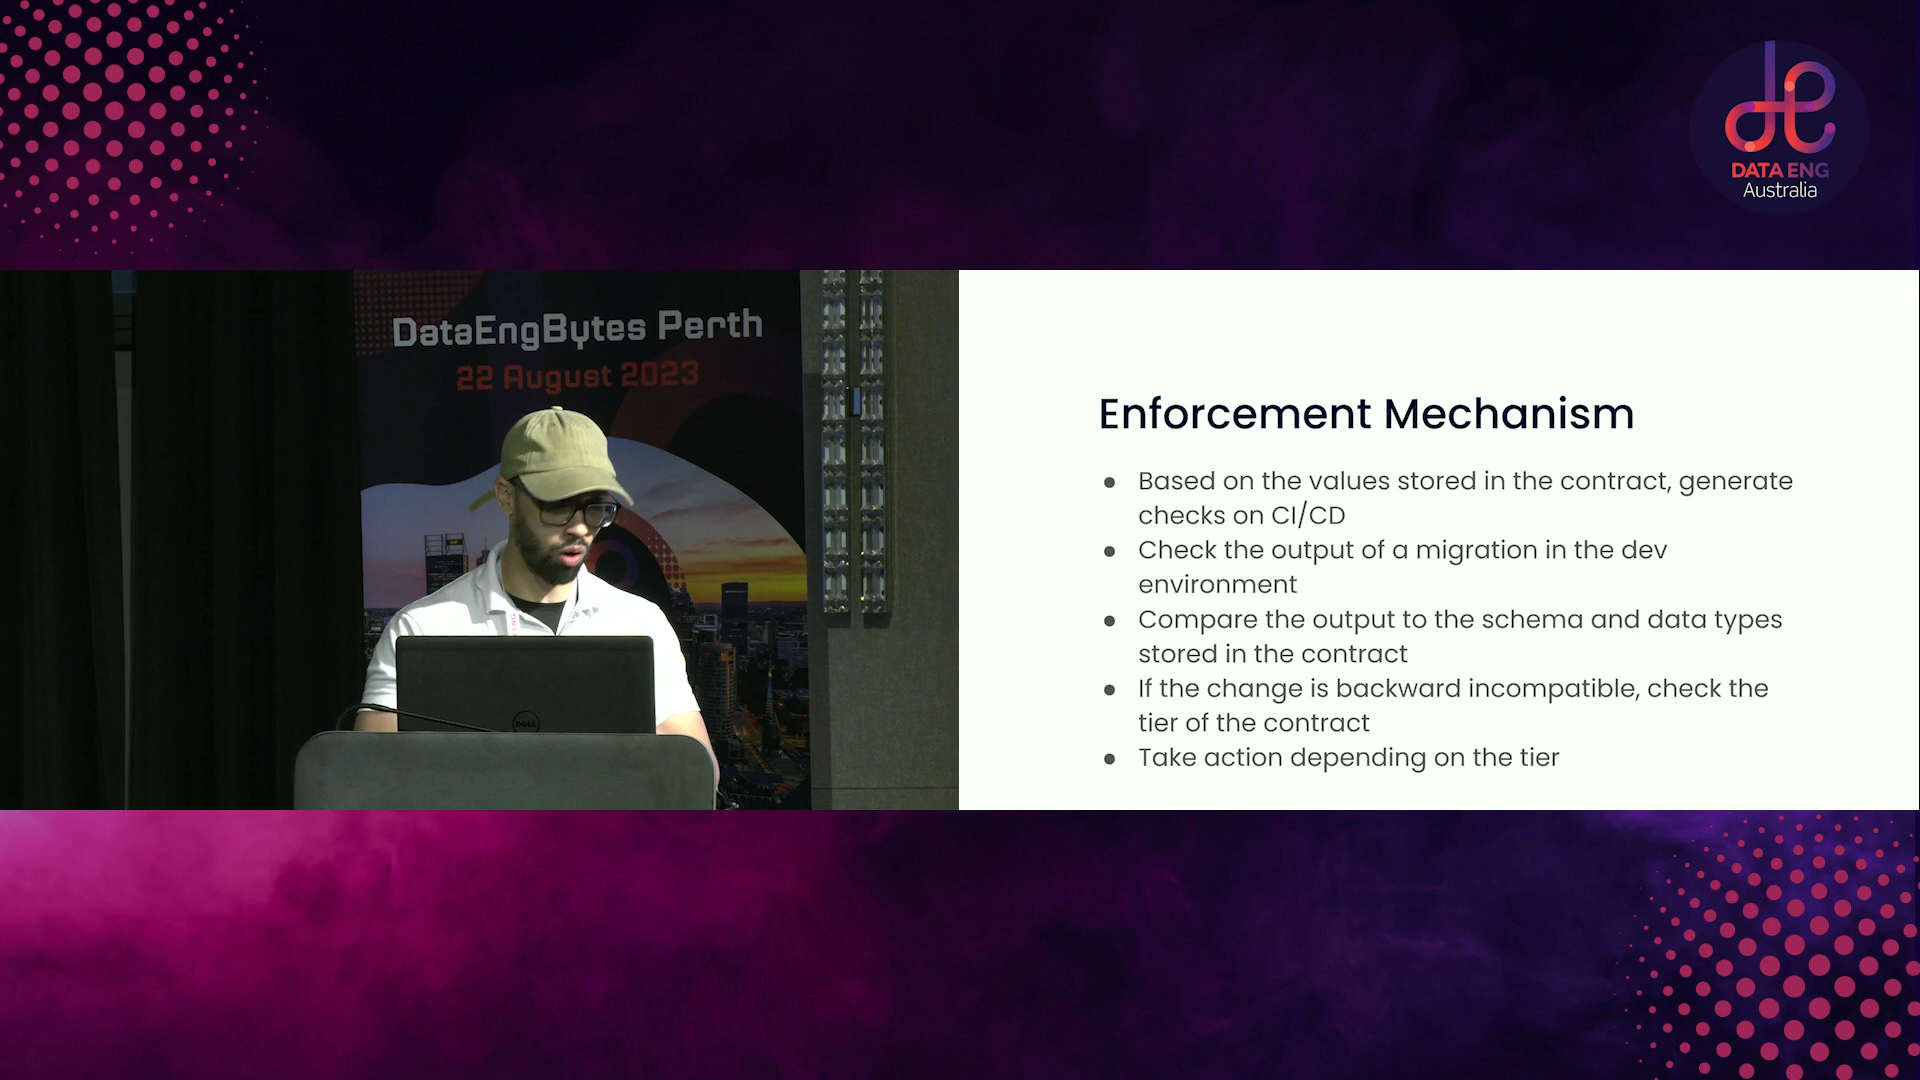 DATA ENG
Australia
DataEngBytes Perth
22 August 2023
DELL
Enforcement Mechanism
● Based on the values stored in the contract, generate
checks on CI/CD
● Check the output of a migration in the dev
environment
● Compare the output to the schema and data types
stored in the contract
● If the change is backward incompatible, check the
tier of the contract
● Take action depending on the tier